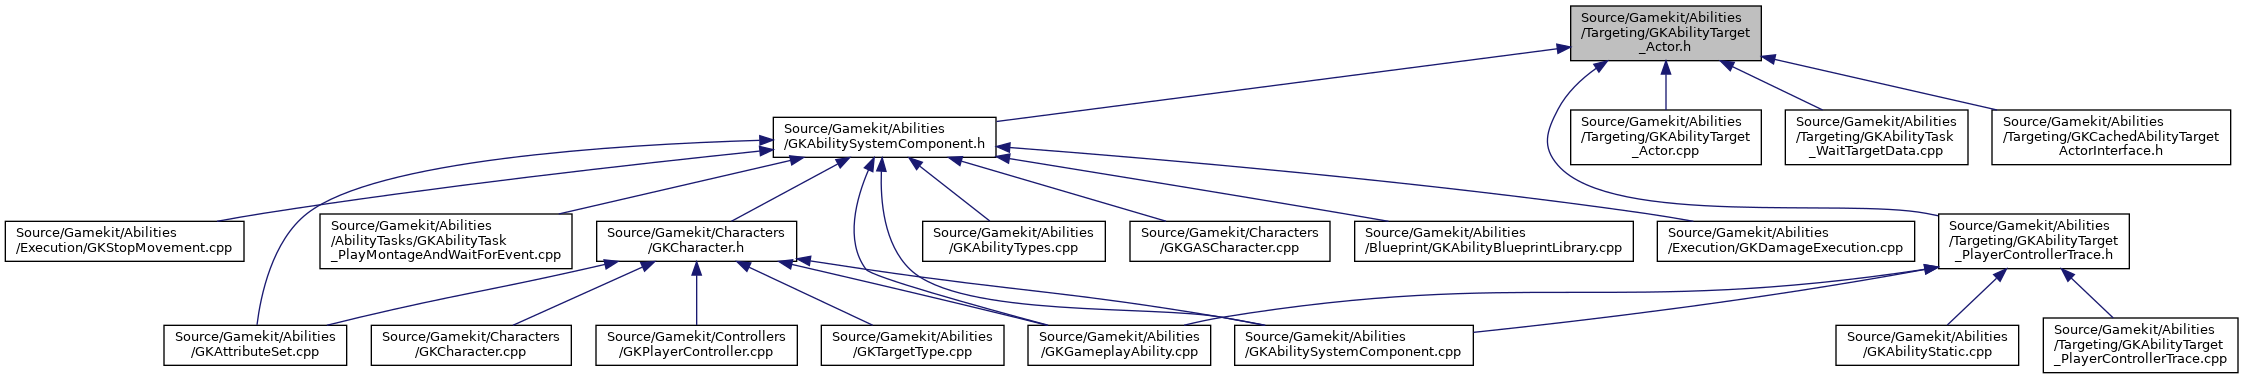 Source/Gamekit/Abilities
/Targeting/GKAbilityTarget
_Actor.h
Source/Gamekit/Abilities
/GKAbilitySystemComponent.h
Source/Gamekit/Abilities
/Targeting/GKAbilityTarget
_Actor.cpp
Source/Gamekit/Abilities
/Targeting/GKAbilityTask
_WaitTargetData.cpp
Source/Gamekit/Abilities
/Targeting/GKCachedAbilityTarget
ActorInterface.h
Source/Gamekit/Abilities
/Execution/GKStopMovement.cpp
Source/Gamekit/Abilities
/AbilityTasks/GKAbilityTask
_PlayMontageAndWaitForEvent.cpp
Source/Gamekit/Characters
/GKCharacter.h
Source/Gamekit/Abilities
/GKAbilityTypes.cpp
Source/Gamekit/Characters
/GKGASCharacter.cpp
Source/Gamekit/Abilities
/Blueprint/GKAbilityBlueprintLibrary.cpp
Source/Gamekit/Abilities
/Execution/GKDamageExecution.cpp
Source/Gamekit/Abilities
/Targeting/GKAbilityTarget
_PlayerControllerTrace.h
Source/Gamekit/Abilities
/GKAttributeSet.cpp
Source/Gamekit/Characters
/GKCharacter.cpp
Source/Gamekit/Controllers
/GKPlayerController.cpp
Source/Gamekit/Abilities
/GKTargetType.cpp
Source/Gamekit/Abilities
/GKGameplayAbility.cpp
Source/Gamekit/Abilities
/GKAbilitySystemComponent.cpp
Source/Gamekit/Abilities
/GKAbilityStatic.cpp
Source/Gamekit/Abilities
/Targeting/GKAbilityTarget
_PlayerControllerTrace.cpp